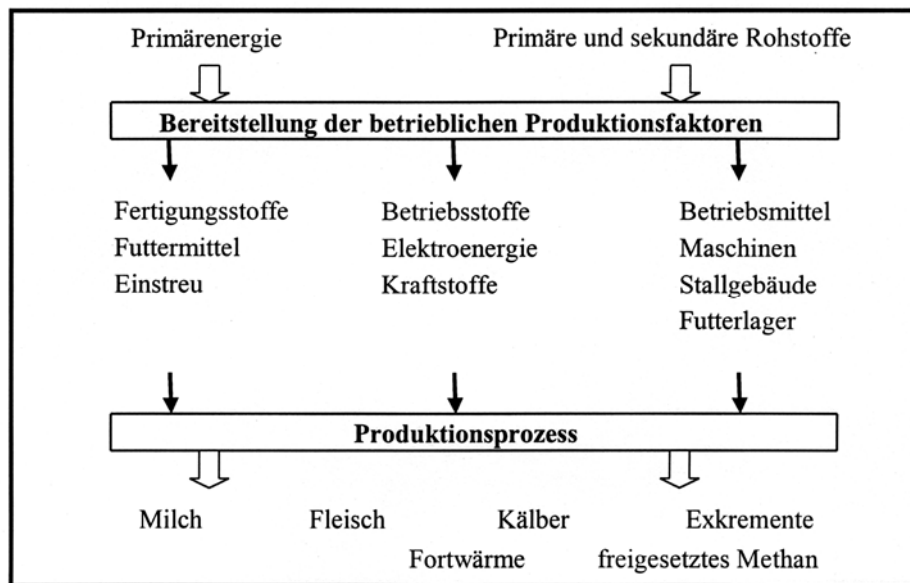 Primärenergie Primäre und sekundäre Rohstoffe
Bereitstellung der betrieblichen Produktionsfaktoren
Fertigungsstoffe Betriebsstoffe Betriebsmittel
Futtermittel Elektroenergie Maschinen
Einstreu Kraftstoffe Stallgebäude
Futterlager
Produktionsprozess
Milch Fleisch Kälber Exkremente
Fortwärme freigesetztes Methan